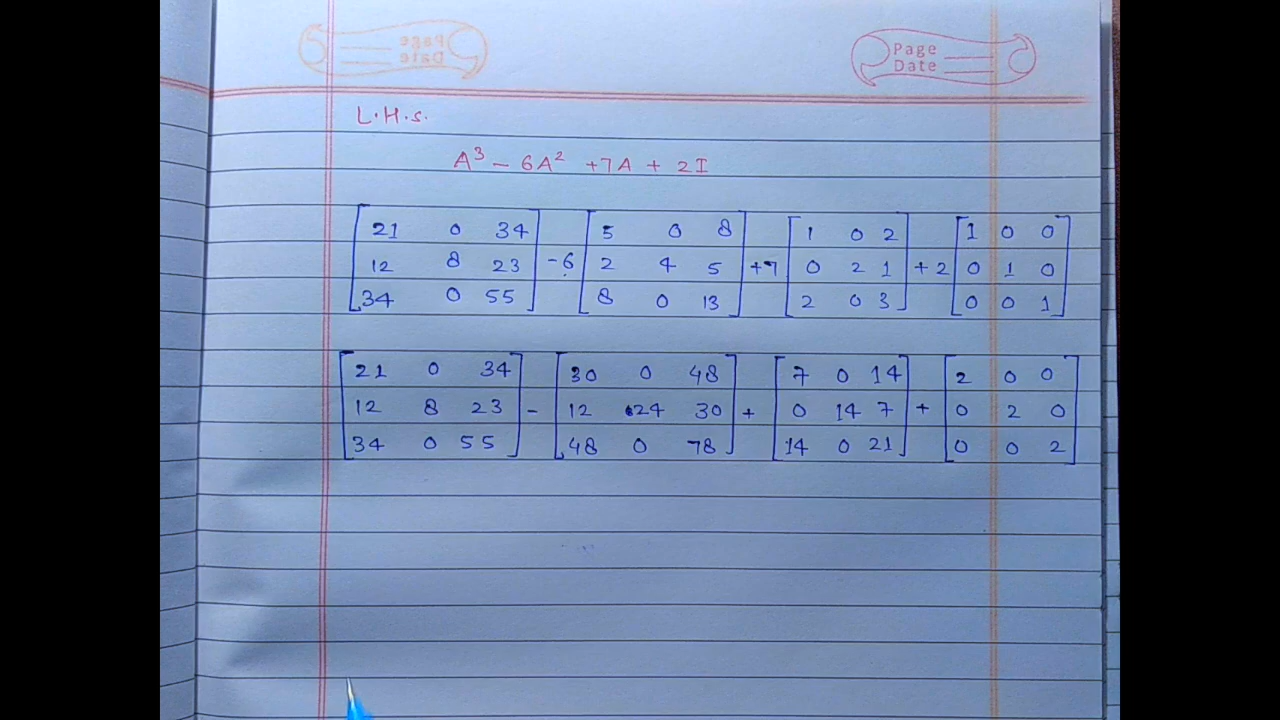 Page
Date
L.H.S.
A³ - 6A² + 7A + 2I
[21 0 34] -6 [5 0 8] +7 [1 0 2] +2 [1 0 0]
[12 8 23] [2 4 5] [0 2 1] [0 1 0]
[34 0 55] [8 0 13] [2 0 3] [0 0 1]
[21 0 34] - [30 0 48] + [7 0 14] + [2 0 0]
[12 8 23] [12 24 30] [0 14 7] [0 2 0]
[34 0 55] [48 0 78] [14 0 21] [0 0 2]